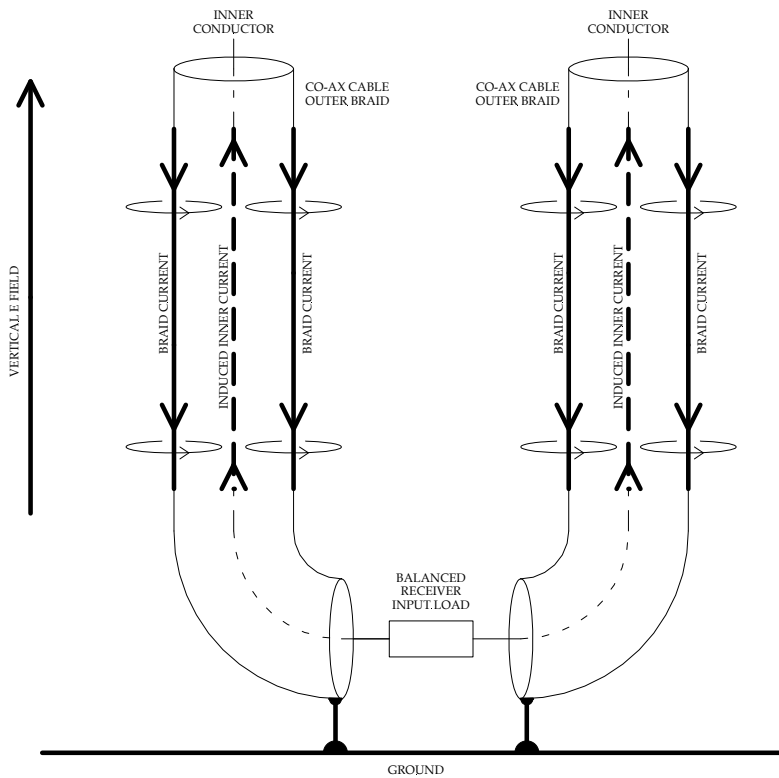 INNER
CONDUCTOR
INNER
CONDUCTOR
CO-AX CABLE
OUTER BRAID
CO-AX CABLE
OUTER BRAID
VERTICAL E FIELD
BRAID CURRENT
INDUCED INNER CURRENT
BRAID CURRENT
BRAID CURRENT
INDUCED INNER CURRENT
BRAID CURRENT
BALANCED
RECEIVER
INPUT.LOAD
GROUND